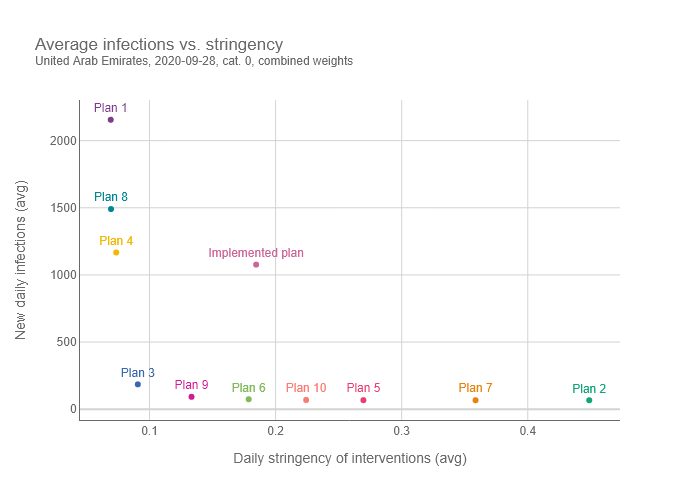 Average infections vs. stringency
United Arab Emirates, 2020-09-28, cat. 0, combined weights
Plan 1
2000
Plan 8
1500
Plan 4
Implemented plan
1000
New daily infections (avg)
500
Plan 3
Plan 9
Plan 6
Plan 10
Plan 5
Plan 7
Plan 2
0
0.1
0.2
0.3
0.4
Daily stringency of interventions (avg)